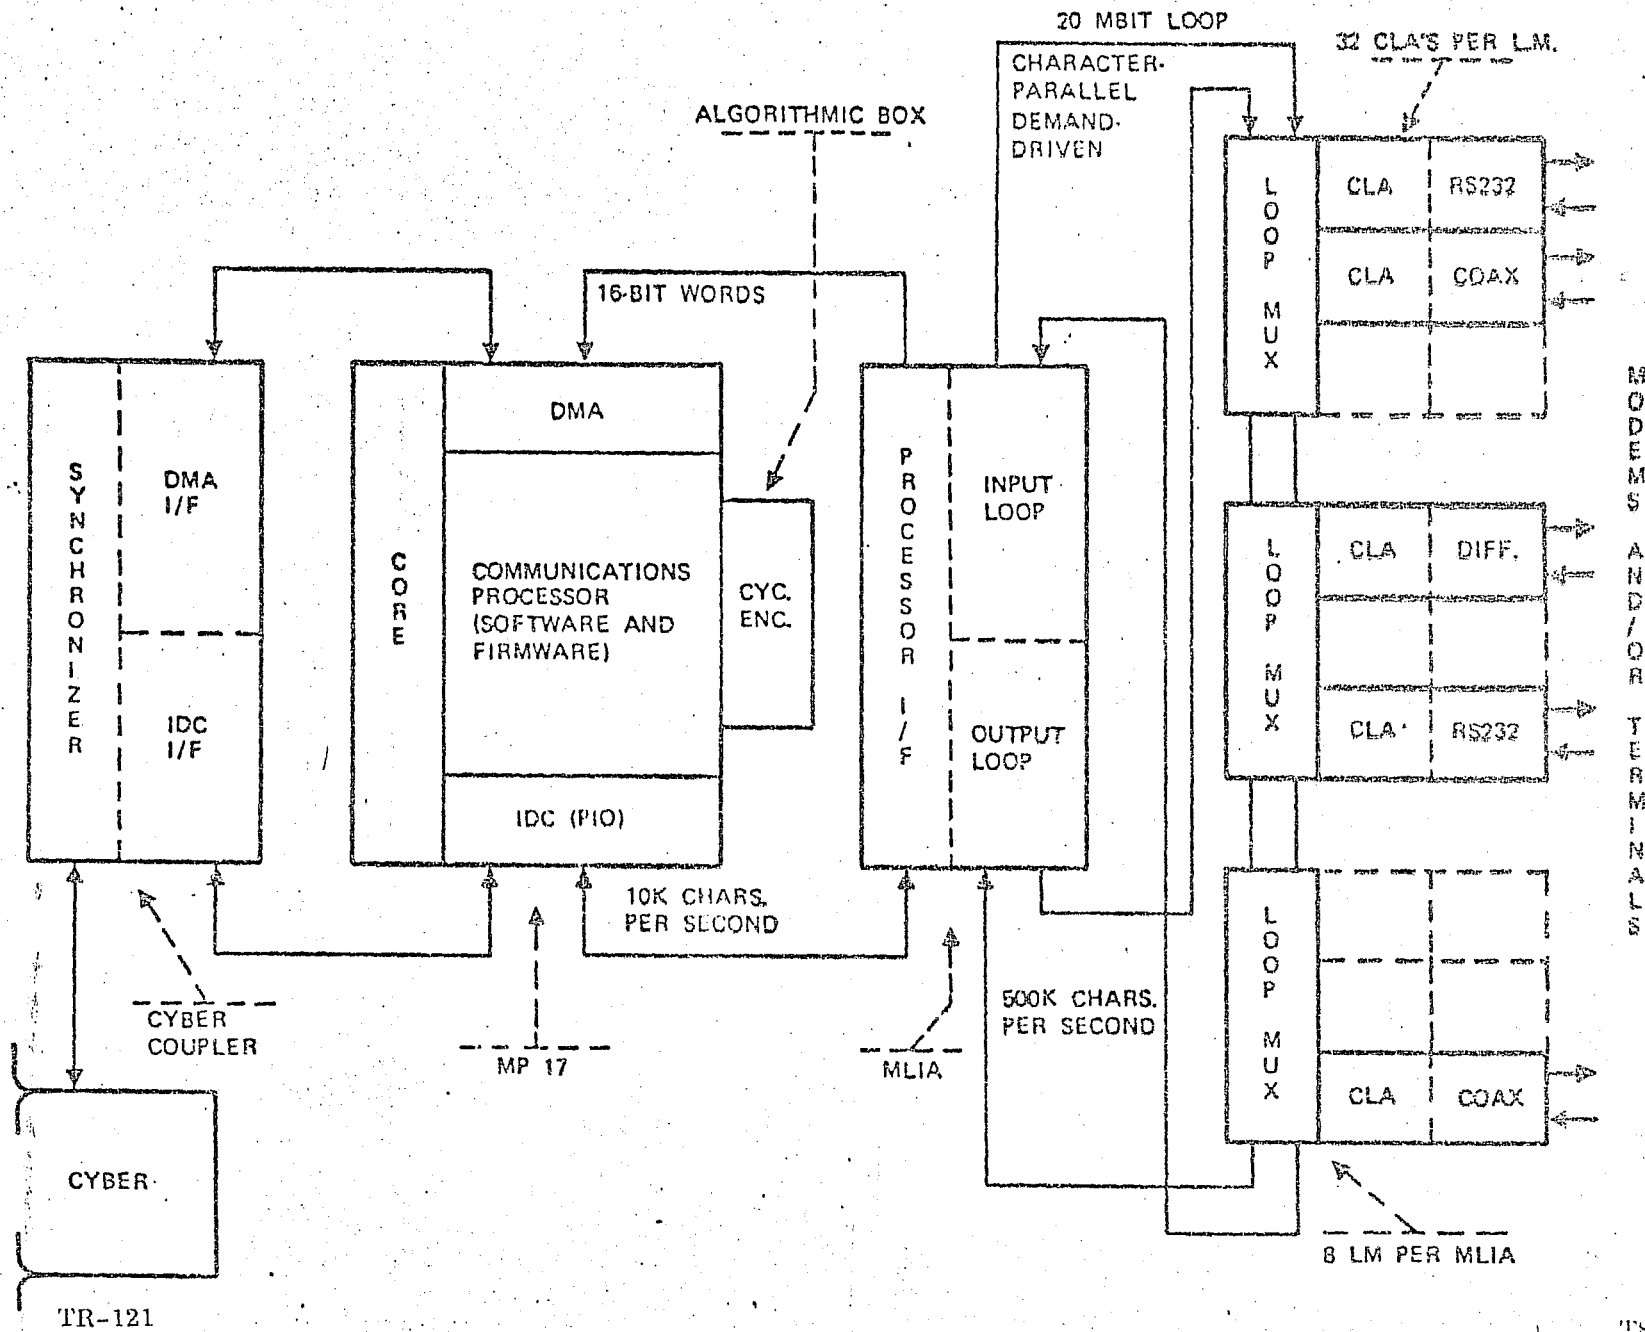 20 MBIT LOOP
32 CLA'S PER L.M.
CHARACTER-
PARALLEL
DEMAND-
DRIVEN
ALGORITHMIC BOX
16-BIT WORDS
SYNCHRONIZER
DMA
I/F
IDC
I/F
CORE
DMA
COMMUNICATIONS
PROCESSOR
(SOFTWARE AND
FIRMWARE)
IDC (PIO)
CYC.
ENC.
PROCESSOR I/F
INPUT
LOOP
OUTPUT
LOOP
LOOP MUX
CLA RS232
CLA COAX
LOOP MUX
CLA DIFF.
CLA RS232
LOOP MUX
CLA COAX
MODEMS AND/OR TERMINALS
10K CHARS.
PER SECOND
500K CHARS.
PER SECOND
CYBER
COUPLER
MP 17
MLIA
8 LM PER MLIA
CYBER
TR-121